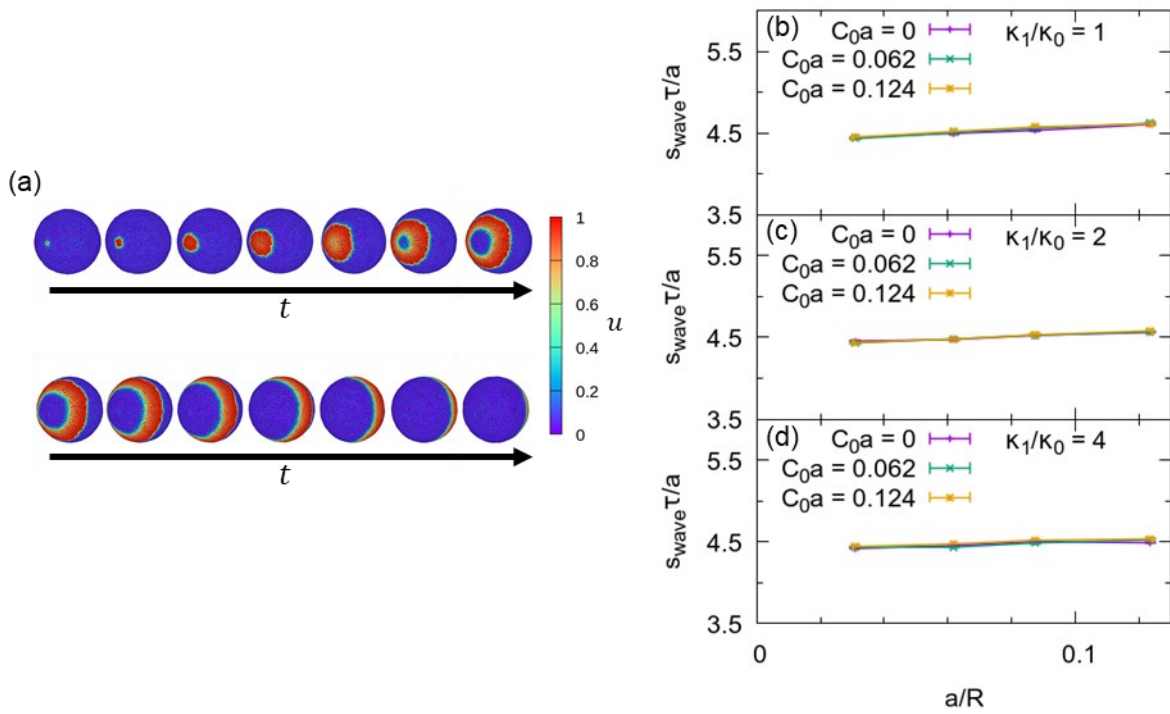 (a)
1
0.8
0.6
u
0.4
0.2
0
t
t
(b)
C₀a = 0
κ₁/κ₀ = 1
C₀a = 0.062
C₀a = 0.124
5.5
4.5
3.5
s_wave τ/a
(c)
C₀a = 0
κ₁/κ₀ = 2
C₀a = 0.062
C₀a = 0.124
5.5
4.5
3.5
s_wave τ/a
(d)
C₀a = 0
κ₁/κ₀ = 4
C₀a = 0.062
C₀a = 0.124
5.5
4.5
3.5
s_wave τ/a
0
0.1
a/R